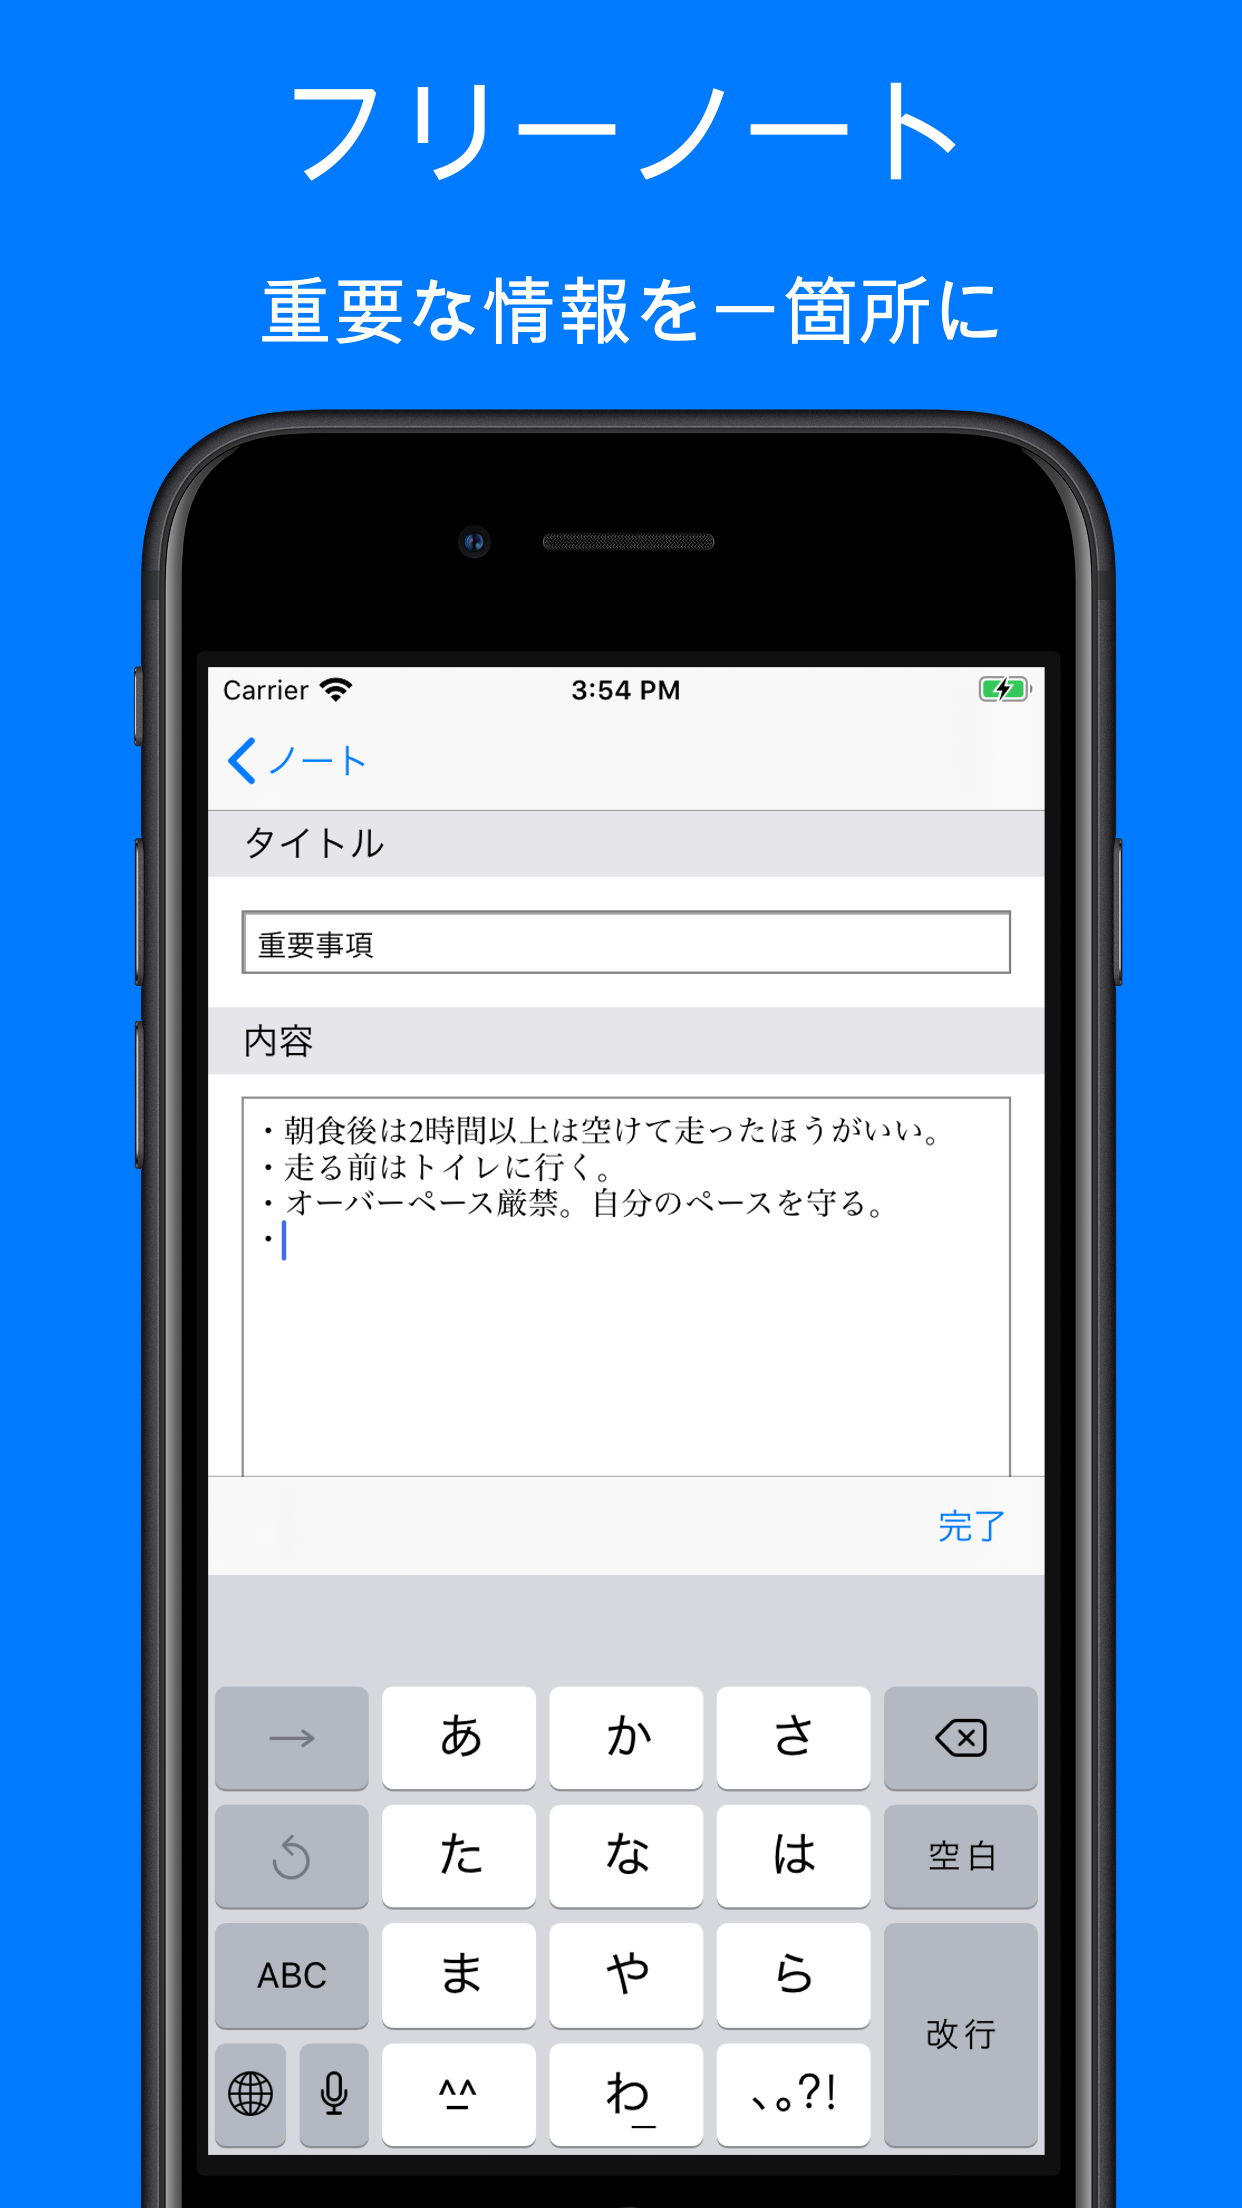 フリーノート
重要な情報を一箇所に
Carrier 3:54 PM
ノート
タイトル
重要事項
内容
・朝食後は2時間以上は空けて走ったほうがいい。
・走る前はトイレに行く。
・オーバーペース厳禁。自分のペースを守る。
・
完了
→ あ か さ
た な は 空白
ABC ま や ら
改行
^^ わ_ 、。?!